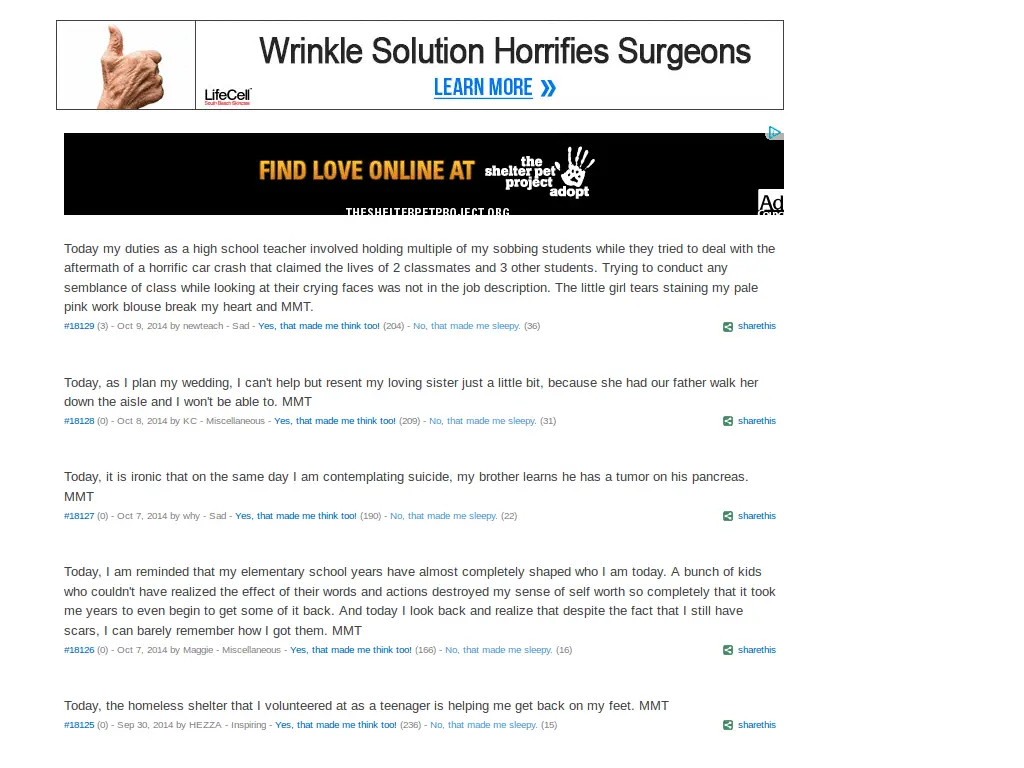 Wrinkle Solution Horrifies Surgeons
LEARN MORE »
LifeCell
South Beach Skincare
FIND LOVE ONLINE AT
the
shelter pet
project
adopt
THESHELTERPETPROJECT.ORG
Ad
Today my duties as a high school teacher involved holding multiple of my sobbing students while they tried to deal with the
aftermath of a horrific car crash that claimed the lives of 2 classmates and 3 other students. Trying to conduct any
semblance of class while looking at their crying faces was not in the job description. The little girl tears staining my pale
pink work blouse break my heart and MMT.
#18129 (3) - Oct 9, 2014 by newteach - Sad - Yes, that made me think too! (204) - No, that made me sleepy. (36) sharethis
Today, as I plan my wedding, I can't help but resent my loving sister just a little bit, because she had our father walk her
down the aisle and I won't be able to. MMT
#18128 (0) - Oct 8, 2014 by KC - Miscellaneous - Yes, that made me think too! (209) - No, that made me sleepy. (31) sharethis
Today, it is ironic that on the same day I am contemplating suicide, my brother learns he has a tumor on his pancreas.
MMT
#18127 (0) - Oct 7, 2014 by why - Sad - Yes, that made me think too! (190) - No, that made me sleepy. (22) sharethis
Today, I am reminded that my elementary school years have almost completely shaped who I am today. A bunch of kids
who couldn't have realized the effect of their words and actions destroyed my sense of self worth so completely that it took
me years to even begin to get some of it back. And today I look back and realize that despite the fact that I still have
scars, I can barely remember how I got them. MMT
#18126 (0) - Oct 7, 2014 by Maggie - Miscellaneous - Yes, that made me think too! (166) - No, that made me sleepy. (16) sharethis
Today, the homeless shelter that I volunteered at as a teenager is helping me get back on my feet. MMT
#18125 (0) - Sep 30, 2014 by HEZZA - Inspiring - Yes, that made me think too! (236) - No, that made me sleepy. (15) sharethis